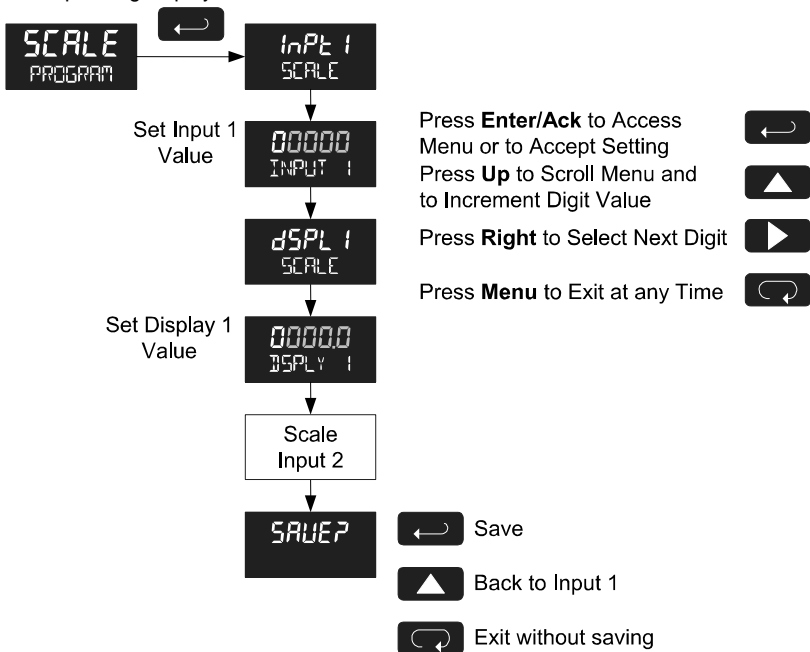 SCALE
PROGRAM
InPt 1
SCALE
Set Input 1
Value
00000
INPUT 1
Press Enter/Ack to Access
Menu or to Accept Setting
Press Up to Scroll Menu and
to Increment Digit Value
dSPL 1
SCALE
Press Right to Select Next Digit
Press Menu to Exit at any Time
Set Display 1
Value
0000.0
DSPLY 1
Scale
Input 2
SAVE?
Save
Back to Input 1
Exit without saving